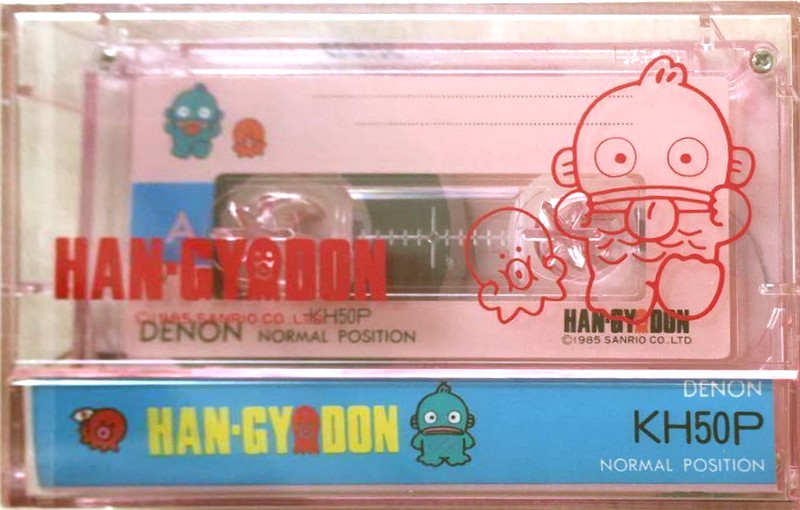 A
HAN-GYODON
©1985 SANRIO CO. LTD.
KH50P
DENON NORMAL POSITION
HAN-GYODON
©1985 SANRIO CO.,LTD
HAN-GYODON
DENON
KH50P
NORMAL POSITION